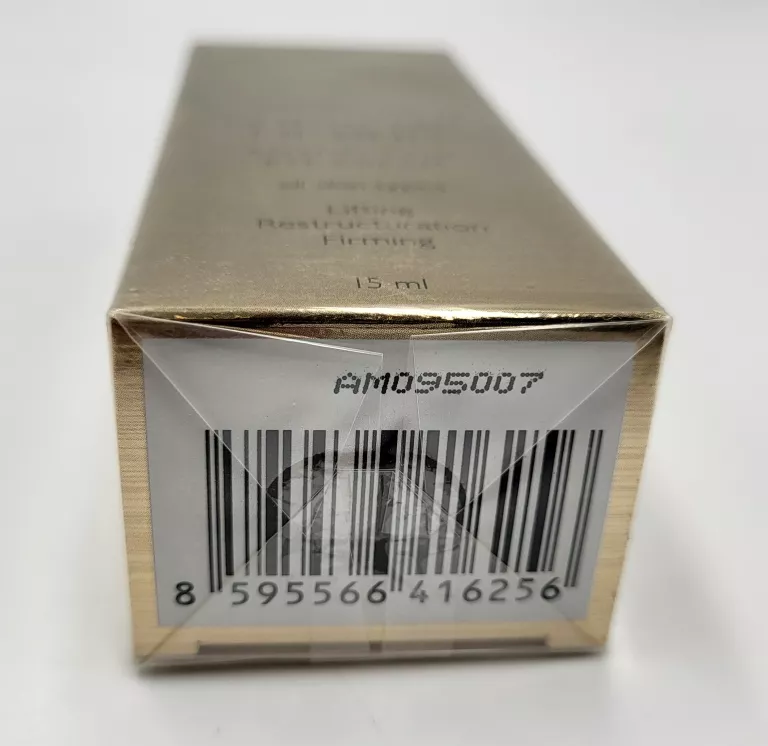 all skin types
Lifting
Restructuration
Firming
15 ml
AM095007
8 595566 416256